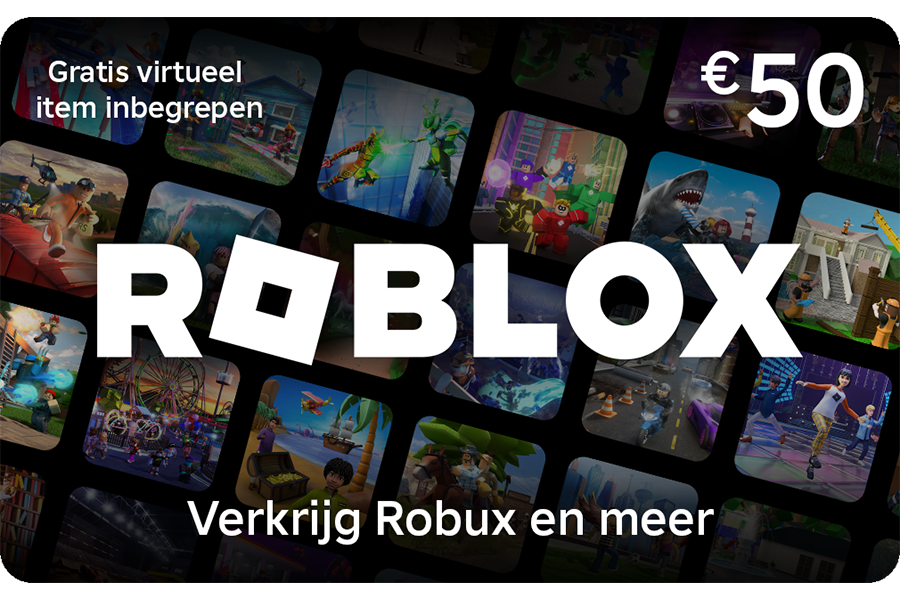 Gratis virtueel
item inbegrepen
€50
ROBLOX
Verkrijg Robux en meer